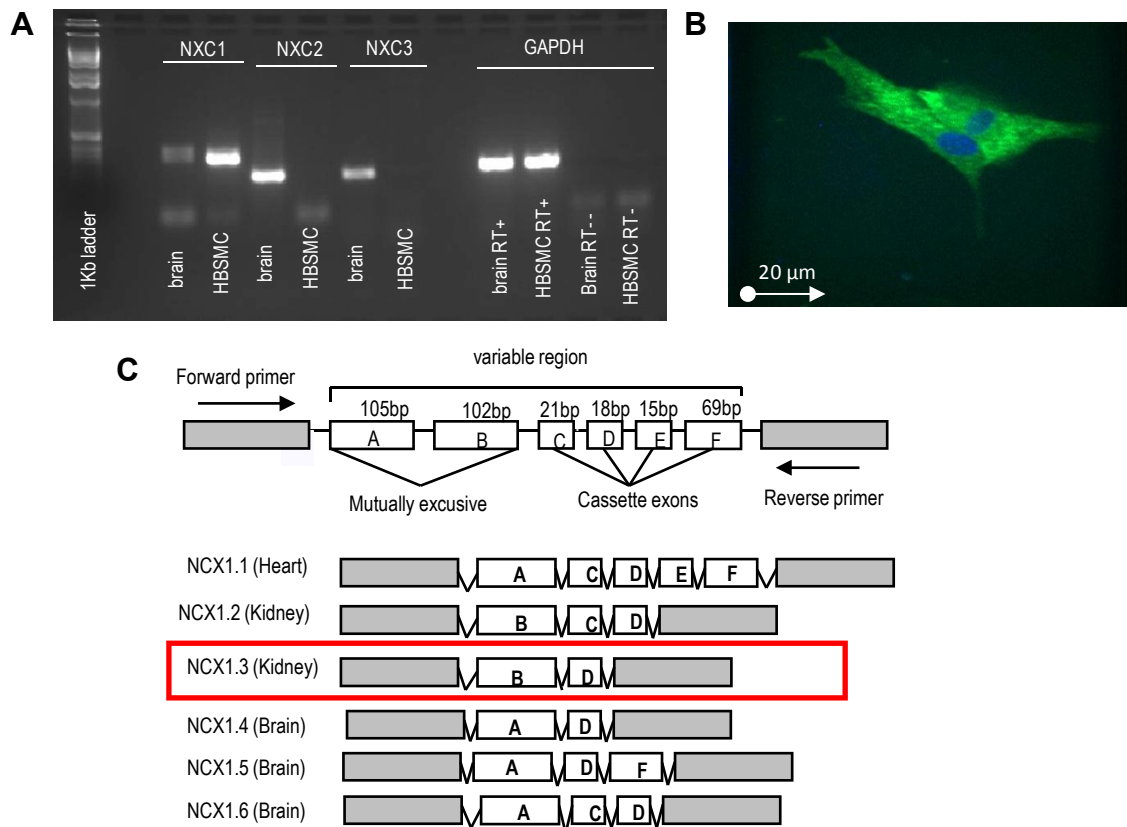 A
NXC1 NXC2 NXC3 GAPDH
1Kb ladder
brain
HBSMC
brain
HBSMC
brain
HBSMC
brain RT+
HBSMC RT+
Brain RT--
HBSMC RT-
B
20 µm
C
variable region
Forward primer
105bp 102bp 21bp 18bp 15bp 69bp
A B C D E F
Mutually excusive Cassette exons Reverse primer
NCX1.1 (Heart) A C D E F
NCX1.2 (Kidney) B C D
NCX1.3 (Kidney) B D
NCX1.4 (Brain) A D
NCX1.5 (Brain) A D F
NCX1.6 (Brain) A C D